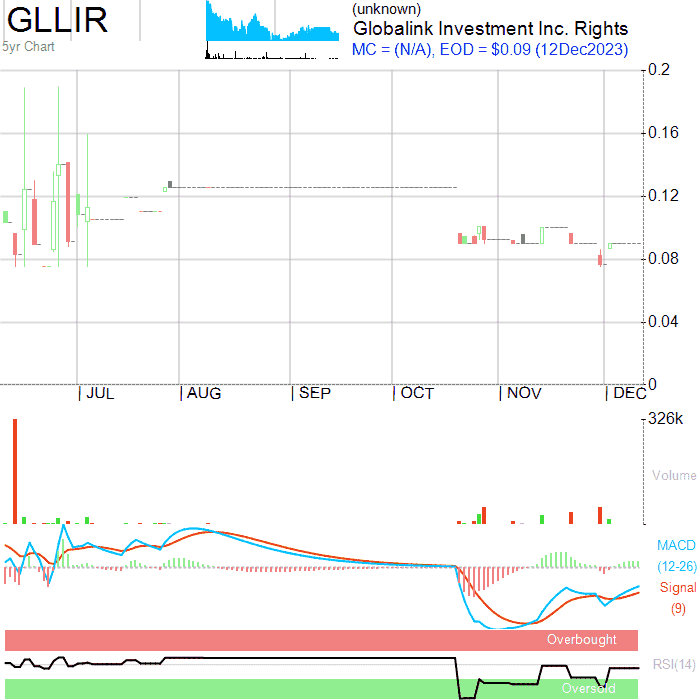 GLLIR
5yr Chart
(unknown)
Globalink Investment Inc. Rights
MC = (N/A), EOD = $0.09 (12Dec2023)
0.2
0.16
0.12
0.08
0.04
0
JUL AUG SEP OCT NOV DEC
326k
Volume
MACD
(12-26)
Signal
(9)
Overbought
RSI(14)
Oversold